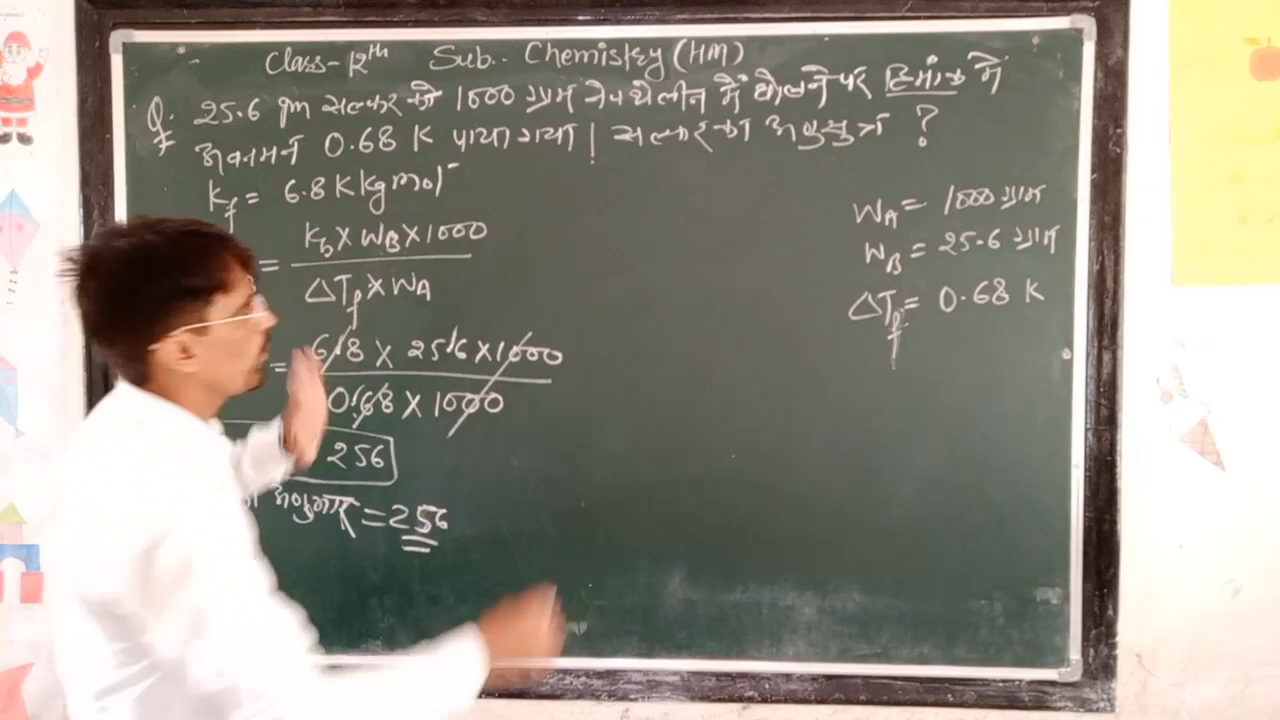 Class-12th Sub.. Chemistry (HM)
Q. 25.6 gm सल्फर को 1000 ग्राम नेफ्थेलीन में घोलने पर हिमांक में
अवनमन 0.68 K पाया गया | सल्फर का अणुसूत्र ?
Kf = 6.8 K Kg mol⁻
= Kb × WB × 1000
ΔTf × WA
= 6.8 × 25.6 × 1000
0.68 × 1000
256
अणुभार = 256
WA = 1000 ग्राम
WB = 25.6 ग्राम
ΔTf = 0.68 K